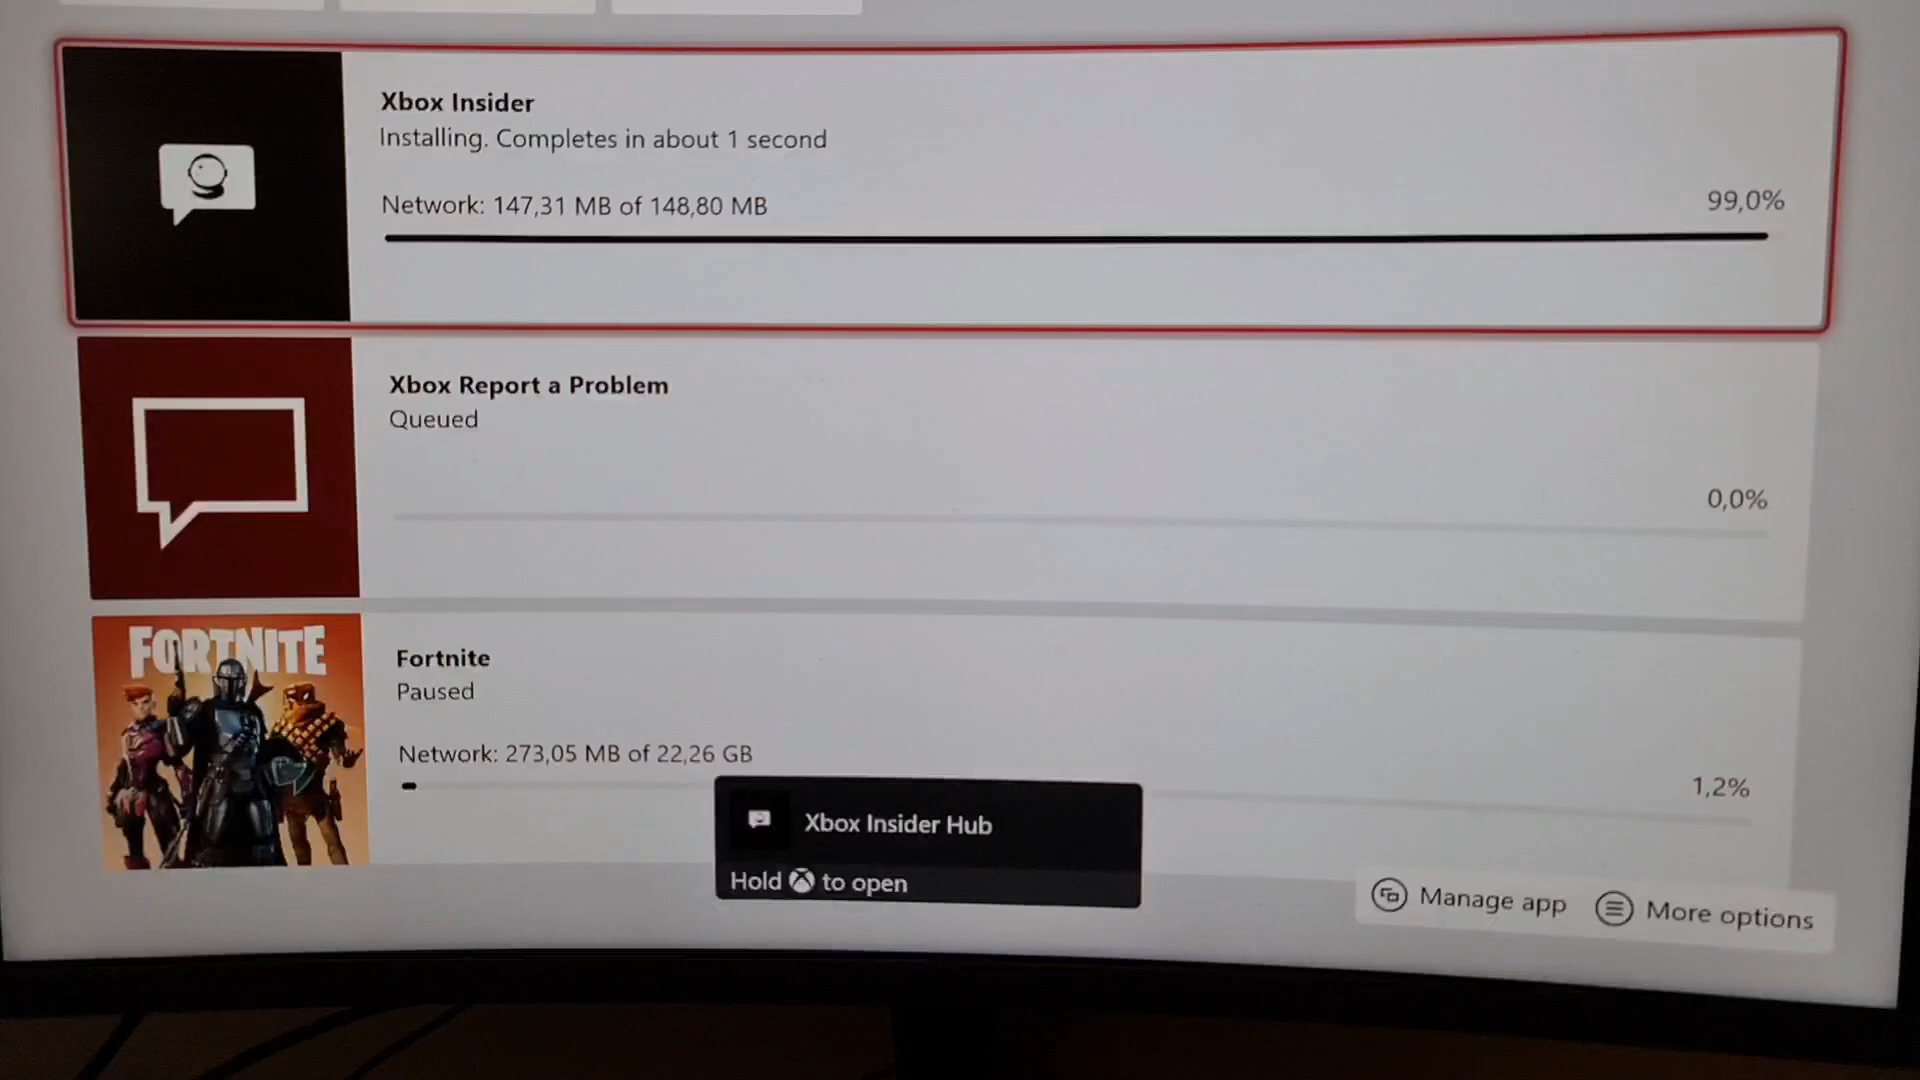 Xbox Insider
Installing. Completes in about 1 second
Network: 147,31 MB of 148,80 MB
99,0%
Xbox Report a Problem
Queued
0,0%
FORTNITE
Fortnite
Paused
Network: 273,05 MB of 22,26 GB
1,2%
Xbox Insider Hub
Hold to open
Manage app
More options